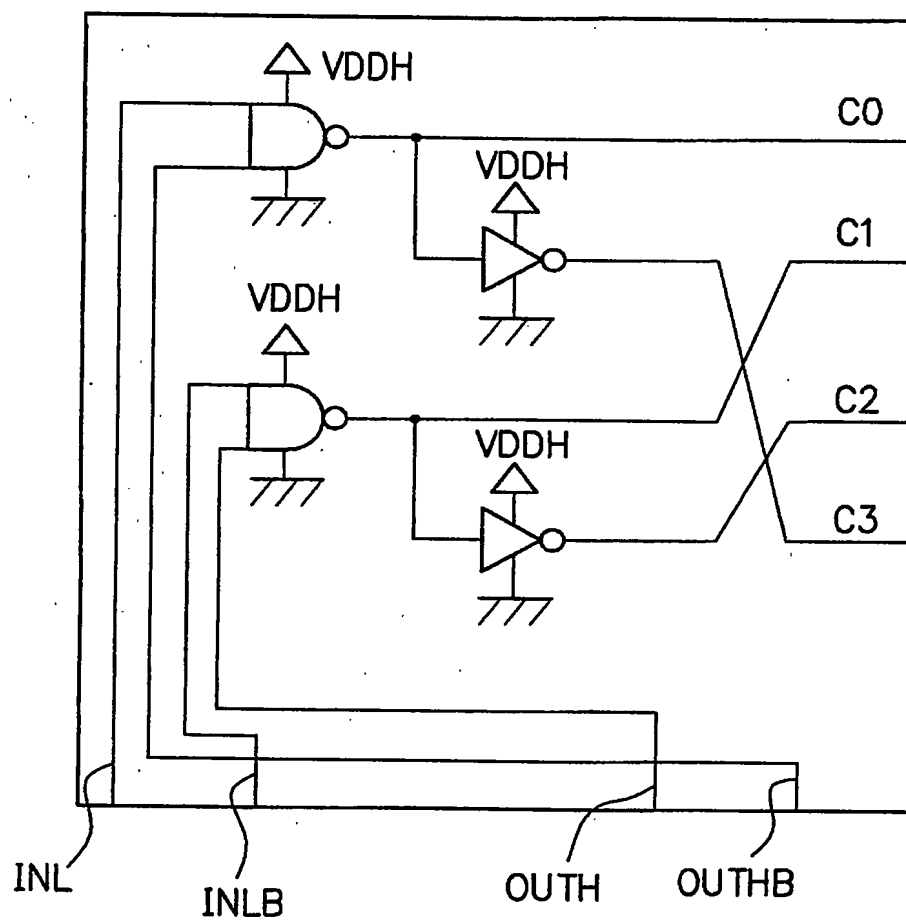 VDDH
C0
VDDH
C1
VDDH
C2
VDDH
C3
INL
INLB
OUTH
OUTHB